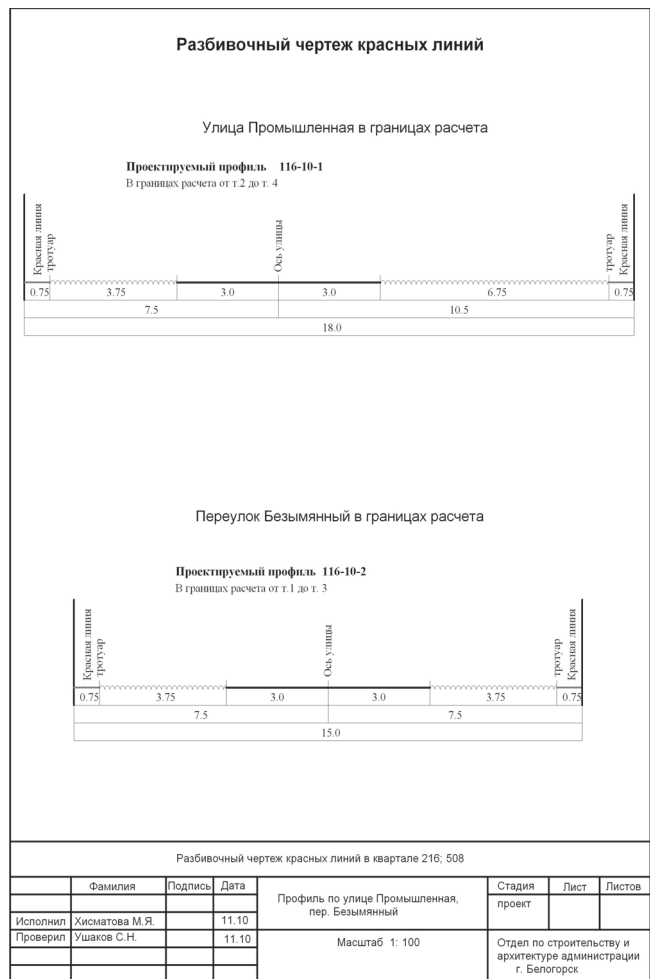 Разбивочный чертеж красных линий
Улица Промышленная в границах расчета
Проектируемый профиль 116-10-1
В границах расчета от т.2 до т. 4
Красная линия
тротуар
Ось улицы
тротуар
Красная линия
0.75 3.75 3.0 3.0 6.75 0.75
7.5 10.5
18.0
Переулок Безымянный в границах расчета
Проектируемый профиль 116-10-2
В границах расчета от т.1 до т. 3
Красная линия
тротуар
Ось улицы
тротуар
Красная линия
0.75 3.75 3.0 3.0 3.75 0.75
7.5 7.5
15.0
Разбивочный чертеж красных линий в квартале 216; 508
Фамилия Подпись Дата
Исполнил Хисматова М.Я. 11.10
Проверил Ушаков С.Н. 11.10
Профиль по улице Промышленная,
пер. Безымянный
Масштаб 1: 100
Стадия Лист Листов
проект
Отдел по строительству и
архитектуре администрации
г. Белогорск